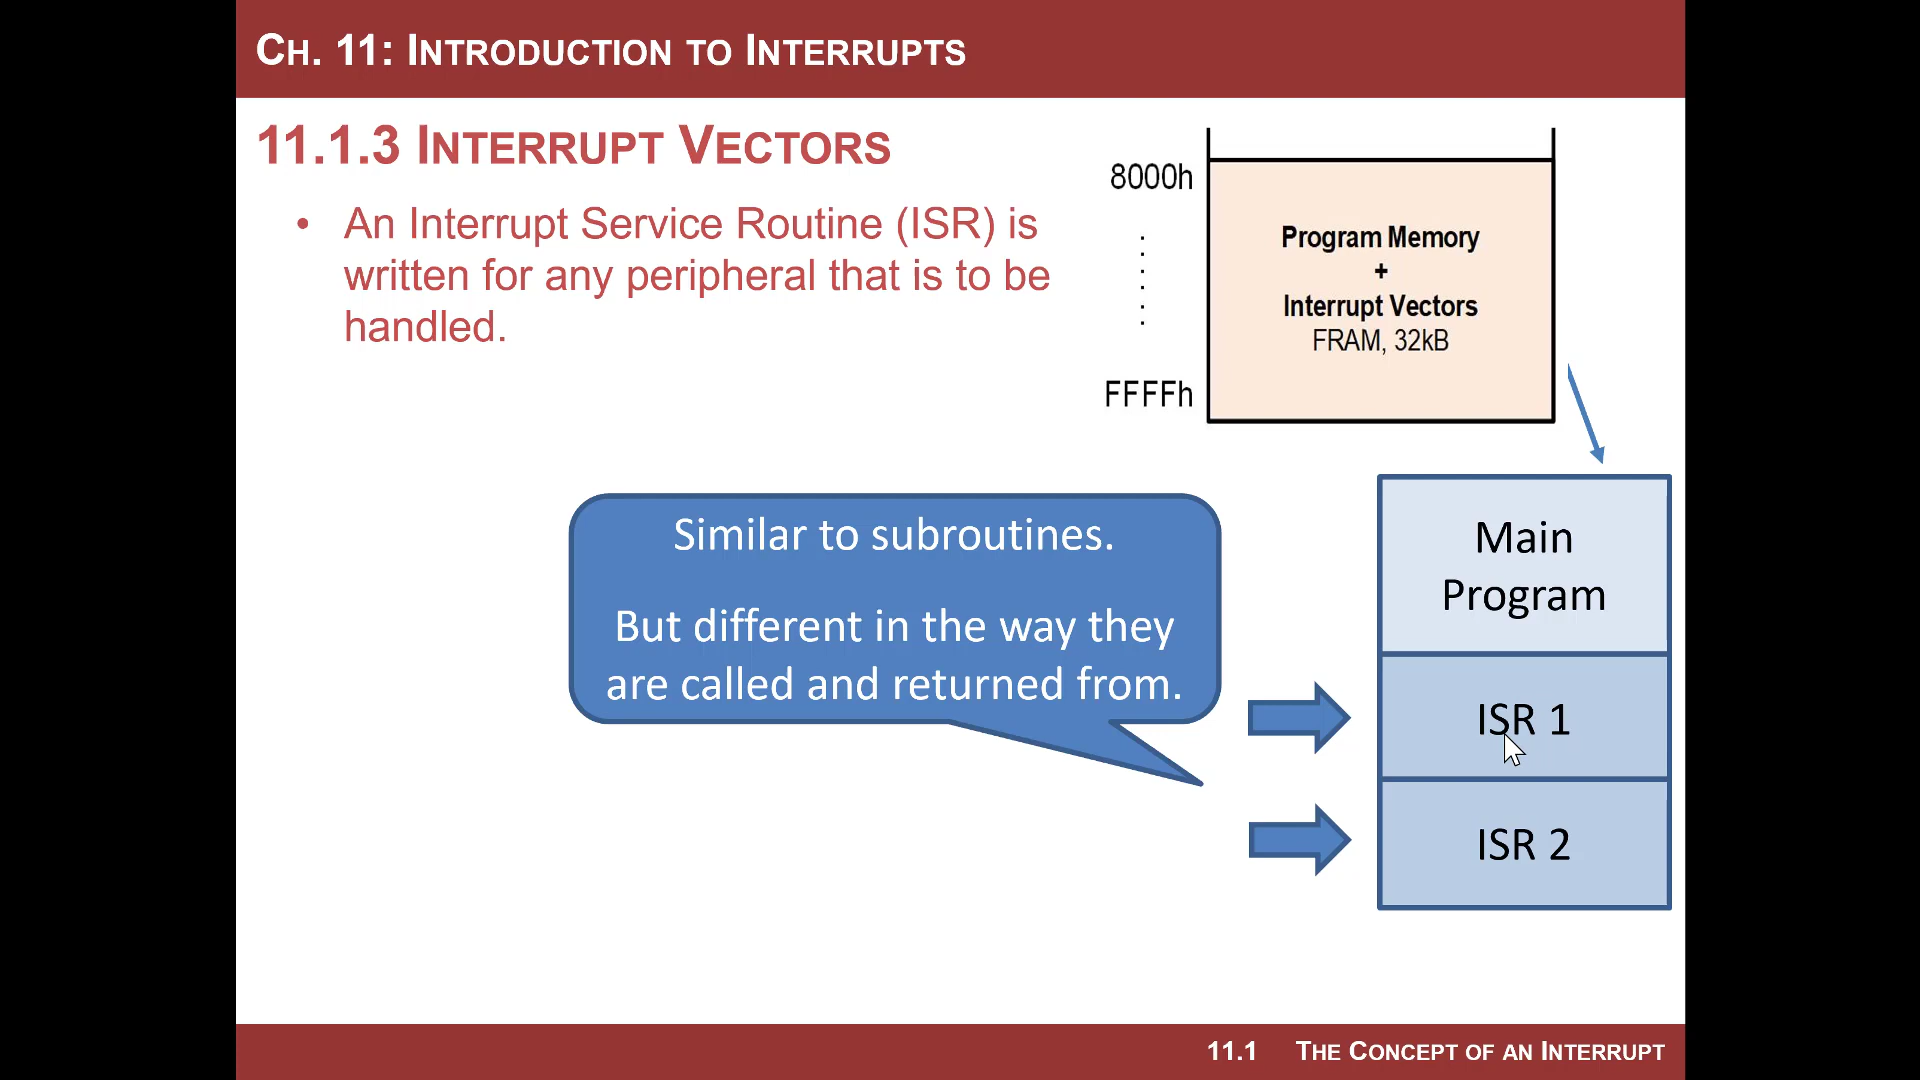 CH. 11: INTRODUCTION TO INTERRUPTS
11.1.3 INTERRUPT VECTORS
• An Interrupt Service Routine (ISR) is
written for any peripheral that is to be
handled.
8000h
FFFFh
Program Memory
+
Interrupt Vectors
FRAM, 32kB
Similar to subroutines.
But different in the way they
are called and returned from.
Main
Program
ISR 1
ISR 2
11.1 THE CONCEPT OF AN INTERRUPT